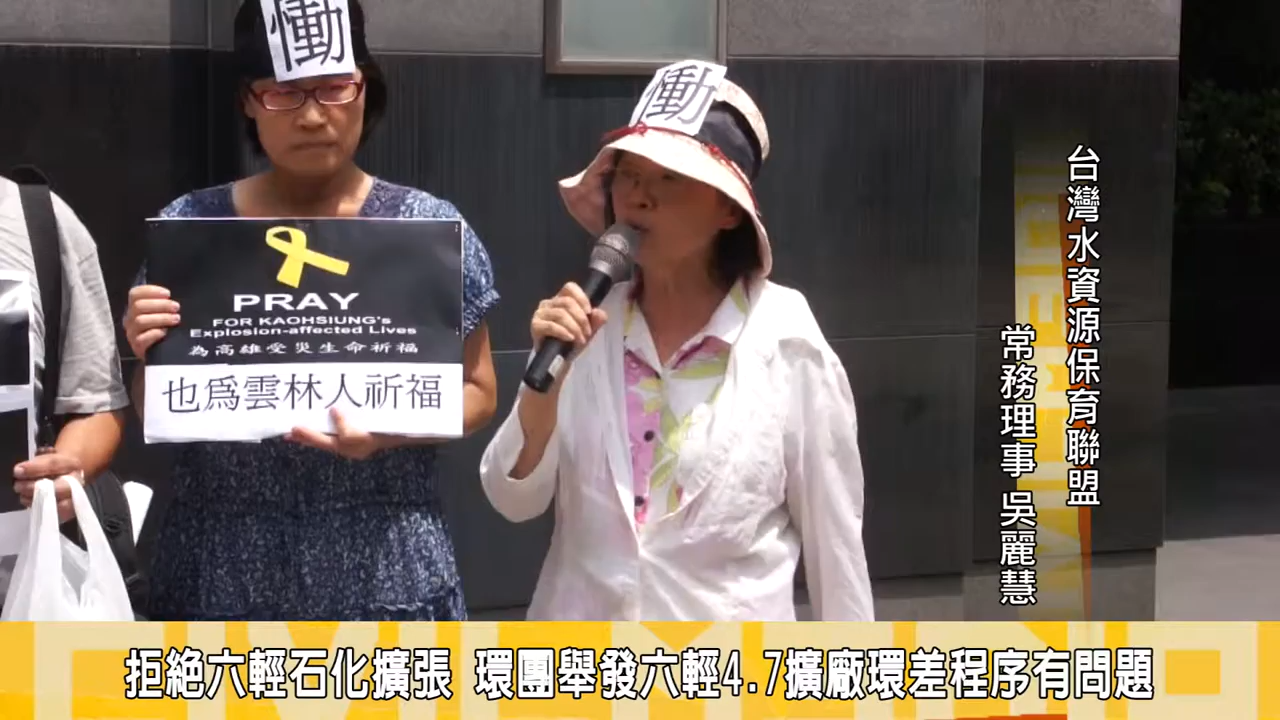 慟
慟
PRAY
FOR KAOHSIUNG's
Explosion-affected Lives
為高雄受災生命祈福
也為雲林人祈福
台灣水資源保育聯盟
常務理事 吳麗慧
拒絕六輕石化擴張 環團舉發六輕4.7擴廠環差程序有問題